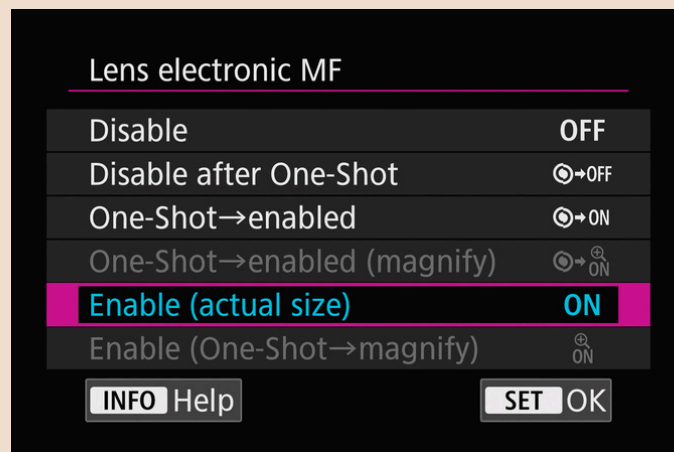 Lens electronic MF
Disable OFF
Disable after One-Shot →OFF
One-Shot→enabled →ON
One-Shot→enabled (magnify) →ON
Enable (actual size) ON
Enable (One-Shot→magnify) ON
INFO Help SET OK